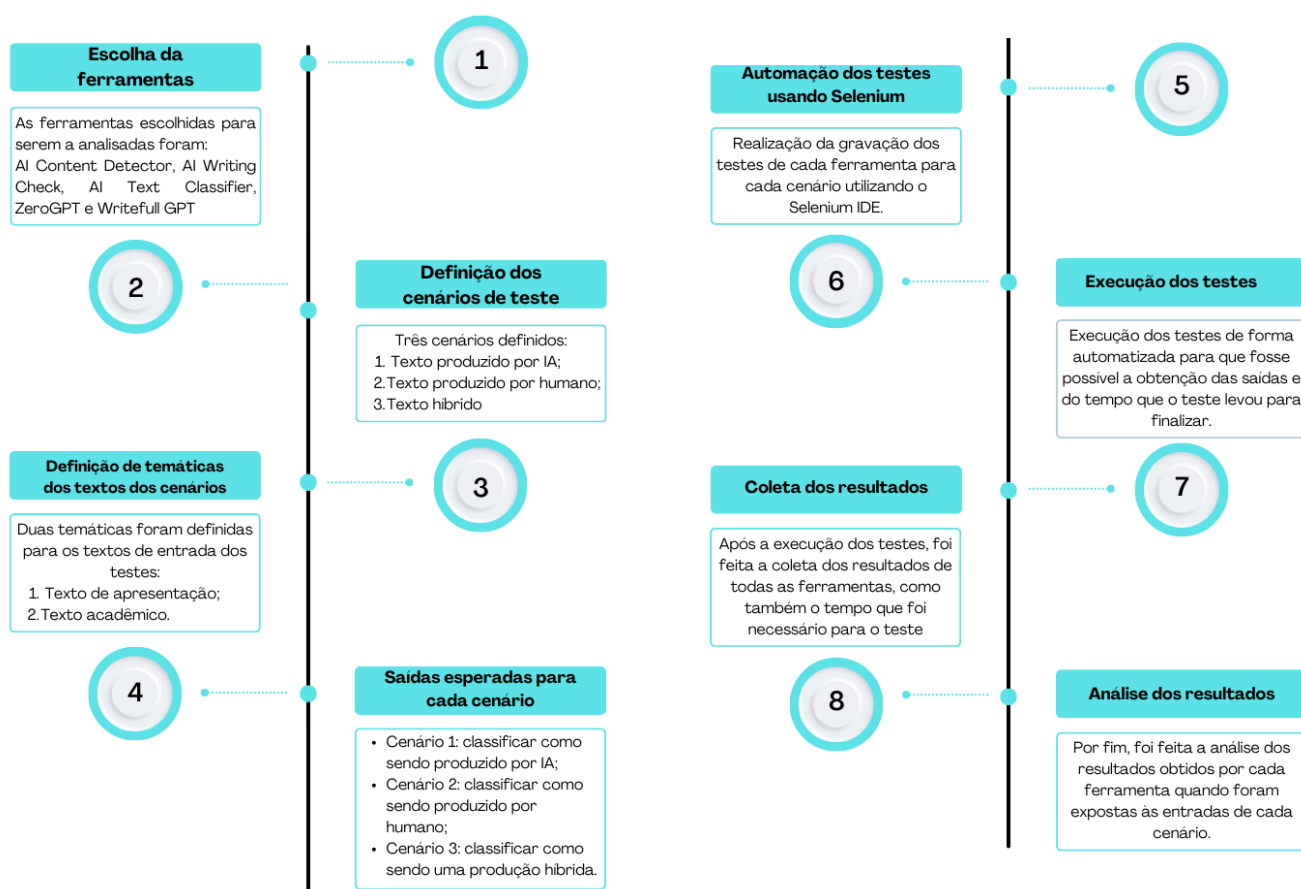 1
Escolha da
ferramentas
As ferramentas escolhidas para
serem a analisadas foram:
AI Content Detector, AI Writing
Check, AI Text Classifier,
ZeroGPT e Writefull GPT
2
Definição dos
cenários de teste
Três cenários definidos:
1. Texto produzido por IA;
2. Texto produzido por humano;
3. Texto híbrido
3
Definição de temáticas
dos textos dos cenários
Duas temáticas foram definidas
para os textos de entrada dos
testes:
1. Texto de apresentação;
2. Texto acadêmico.
4
Saídas esperadas para
cada cenário
• Cenário 1: classificar como
sendo produzido por IA;
• Cenário 2: classificar como
sendo produzido por
humano;
• Cenário 3: classificar como
sendo uma produção híbrida.
5
Automação dos testes
usando Selenium
Realização da gravação dos
testes de cada ferramenta para
cada cenário utilizando o
Selenium IDE.
6
Execução dos testes
Execução dos testes de forma
automatizada para que fosse
possível a obtenção das saídas e
do tempo que o teste levou para
finalizar.
7
Coleta dos resultados
Após a execução dos testes, foi
feita a coleta dos resultados de
todas as ferramentas, como
também o tempo que foi
necessário para o teste
8
Análise dos resultados
Por fim, foi feita a análise dos
resultados obtidos por cada
ferramenta quando foram
expostas às entradas de cada
cenário.